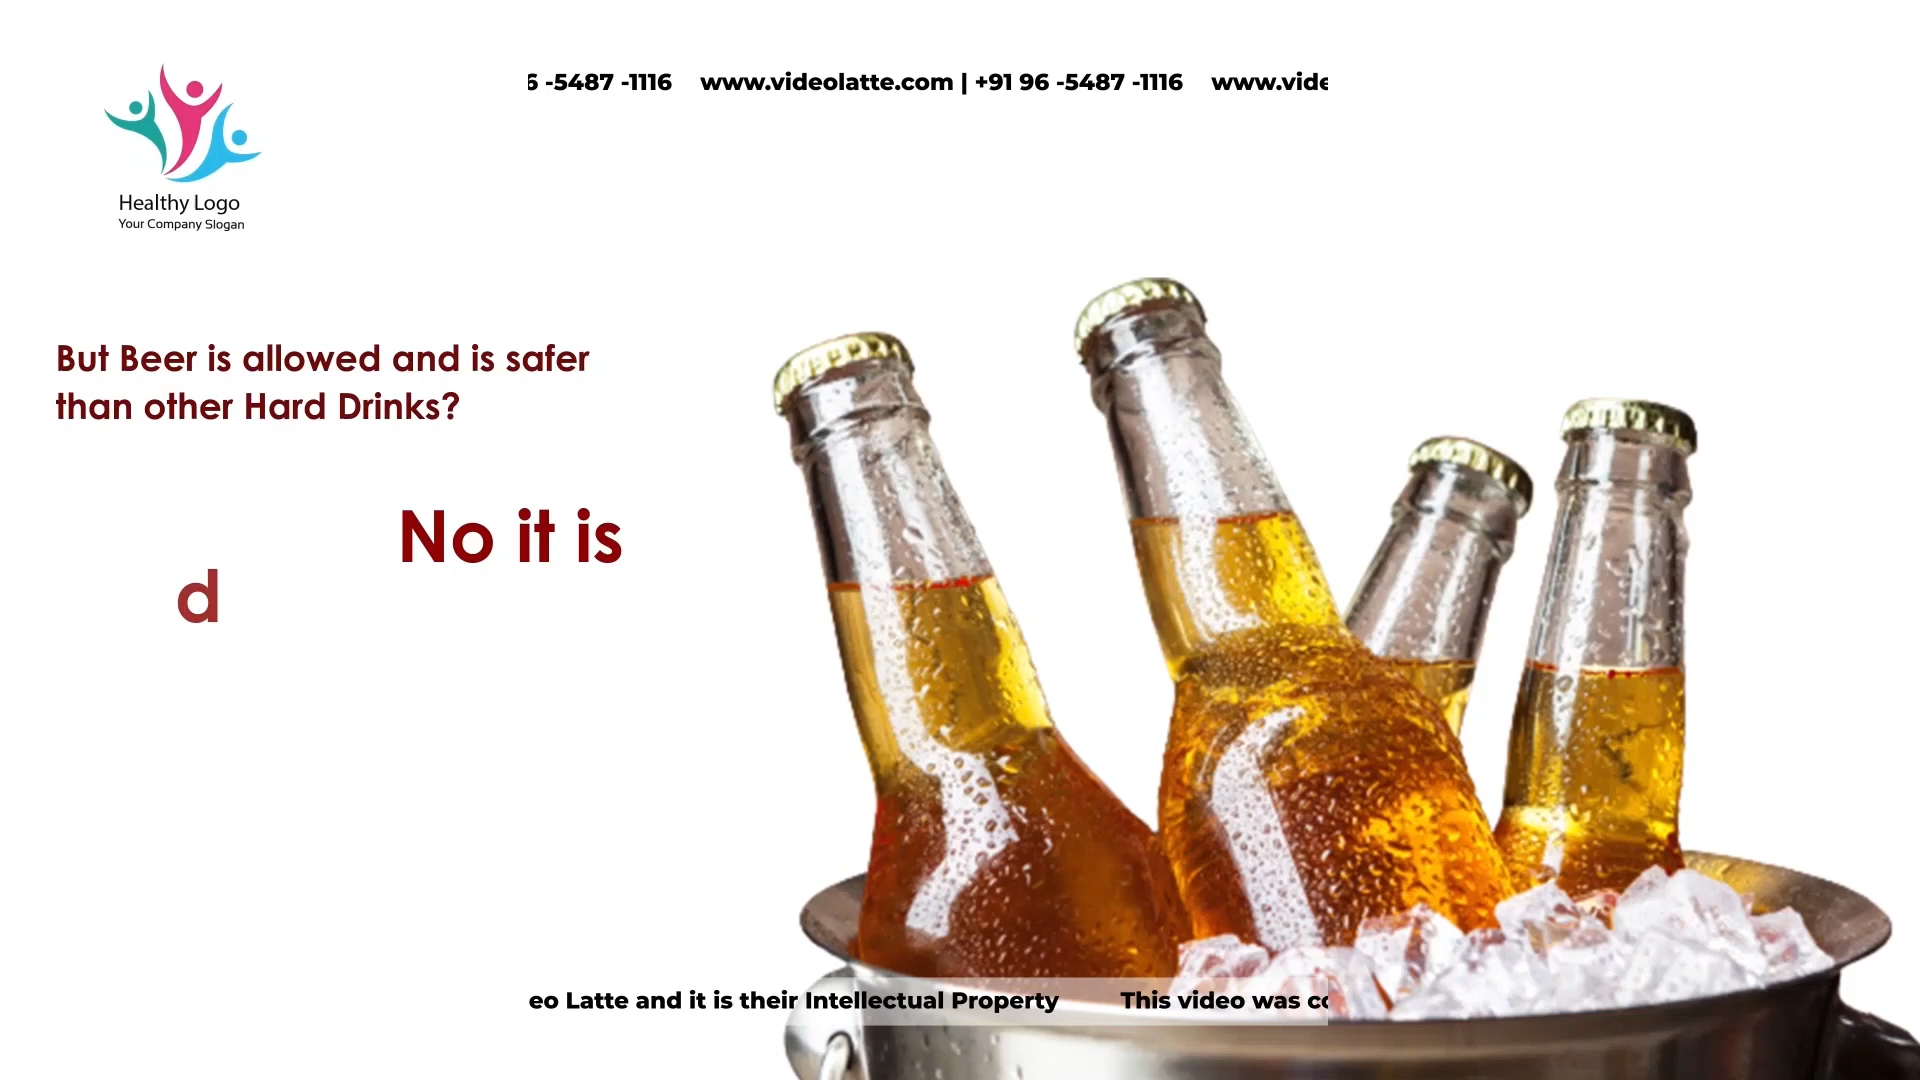 6 -5487 -1116 www.videolatte.com | +91 96 -5487 -1116 www.vide
Healthy Logo
Your Company Slogan
But Beer is allowed and is safer
than other Hard Drinks?
No it is
d
eo Latte and it is their Intellectual Property This video was co